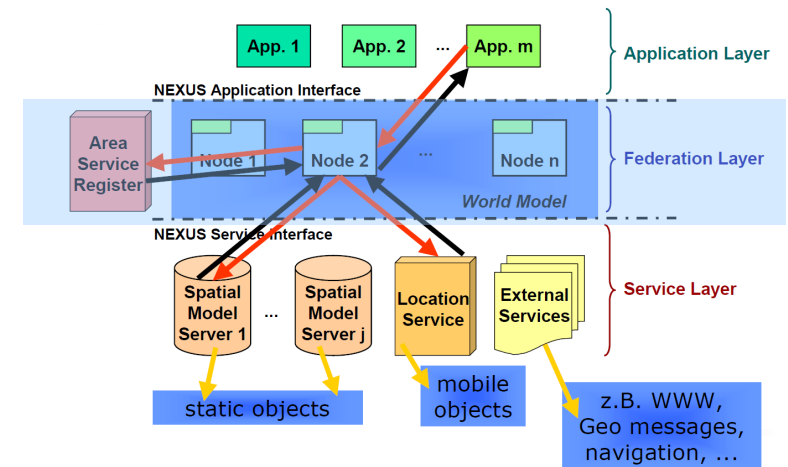 App. 1
App. 2
...
App. m
Application Layer
NEXUS Application Interface
Area
Service
Register
Node 1
Node 2
...
Node n
Federation Layer
World Model
NEXUS Service Interface
Spatial
Model
Server 1
...
Spatial
Model
Server j
Location
Service
External
Services
Service Layer
static objects
mobile
objects
z.B. WWW,
Geo messages,
navigation, ...